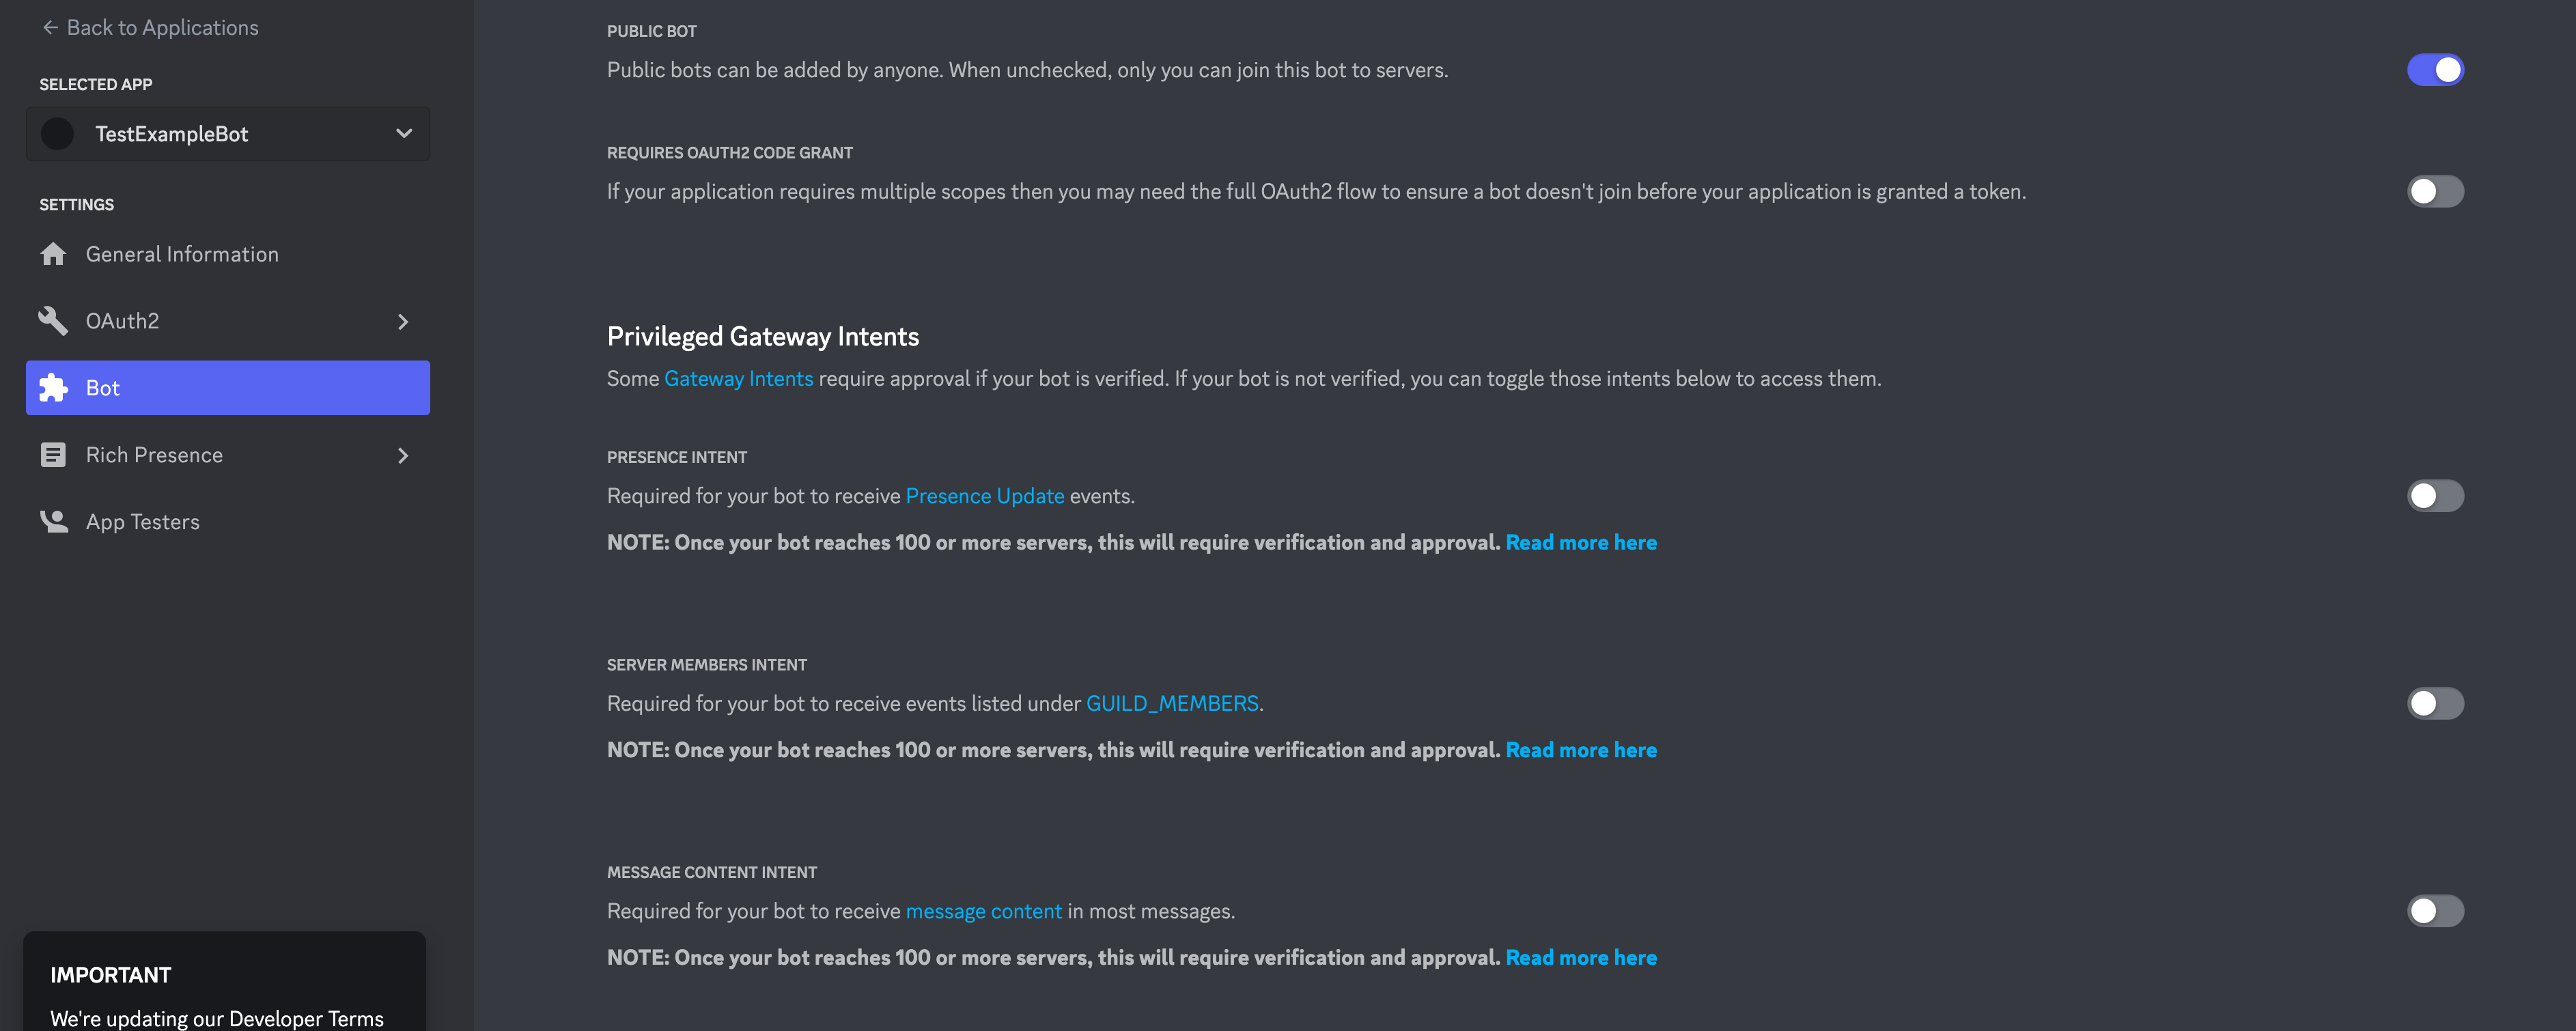 Back to Applications
SELECTED APP
TestExampleBot
SETTINGS
General Information
OAuth2
Bot
Rich Presence
App Testers
IMPORTANT
We're updating our Developer Terms
PUBLIC BOT
Public bots can be added by anyone. When unchecked, only you can join this bot to servers.
REQUIRES OAUTH2 CODE GRANT
If your application requires multiple scopes then you may need the full OAuth2 flow to ensure a bot doesn't join before your application is granted a token.
Privileged Gateway Intents
Some Gateway Intents require approval if your bot is verified. If your bot is not verified, you can toggle those intents below to access them.
PRESENCE INTENT
Required for your bot to receive Presence Update events.
NOTE: Once your bot reaches 100 or more servers, this will require verification and approval. Read more here
SERVER MEMBERS INTENT
Required for your bot to receive events listed under GUILD_MEMBERS.
NOTE: Once your bot reaches 100 or more servers, this will require verification and approval. Read more here
MESSAGE CONTENT INTENT
Required for your bot to receive message content in most messages.
NOTE: Once your bot reaches 100 or more servers, this will require verification and approval. Read more here